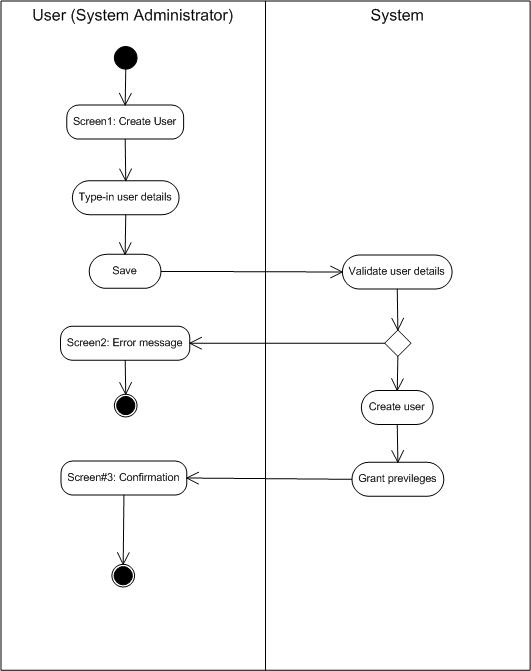 User (System Administrator)
System
Screen1: Create User
Type-in user details
Save
Validate user details
Screen2: Error message
Create user
Screen#3: Confirmation
Grant previleges